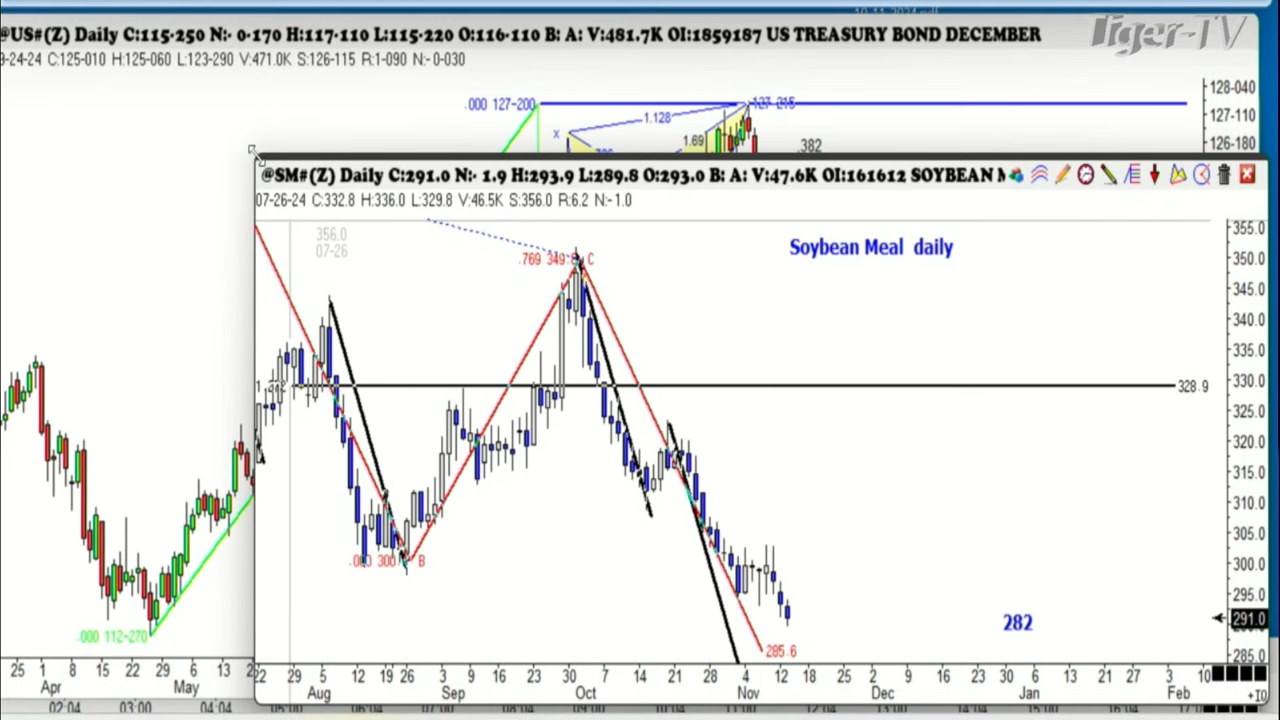 @US#(Z) Daily C:115-250 N:- 0-170 H:117-110 L:115-220 O:116-110 B: A: V:481.7K OI:1859187 US TREASURY BOND DECEMBER
Tiger-TV
9-24-24 C:125-010 H:125-060 L:123-290 V:471.0K S:126-115 R:1-090 N:-0-030
.000 127-200
127-215
1.128
X
1.69
.382
128-040
127-110
126-180
@SM#(Z) Daily C:291.0 N:- 1.9 H:293.9 L:289.8 O:293.0 B: A: V:47.6K OI:161612 SOYBEAN M
07-26-24 C:332.8 H:336.0 L:329.8 V:46.5K S:356.0 R:6.2 N:-1.0
356.0
07-26
Soybean Meal daily
.769 349.8 C
328.9
.000 300 B
282
285.6
.000 112-270
355.0
350.0
345.0
340.0
335.0
330.0
325.0
320.0
315.0
310.0
305.0
300.0
295.0
291.0
285.0
25 1 8 15 22 29 6 13
Apr May
22 29 5 12 19 26 3 9 16 23 30 7 14 21 28 4 12 18 25 2 9 16 23 30 6 13 21 27 3 10
Aug Sep Oct Nov Dec Jan Feb
02:04 03:00 04:04